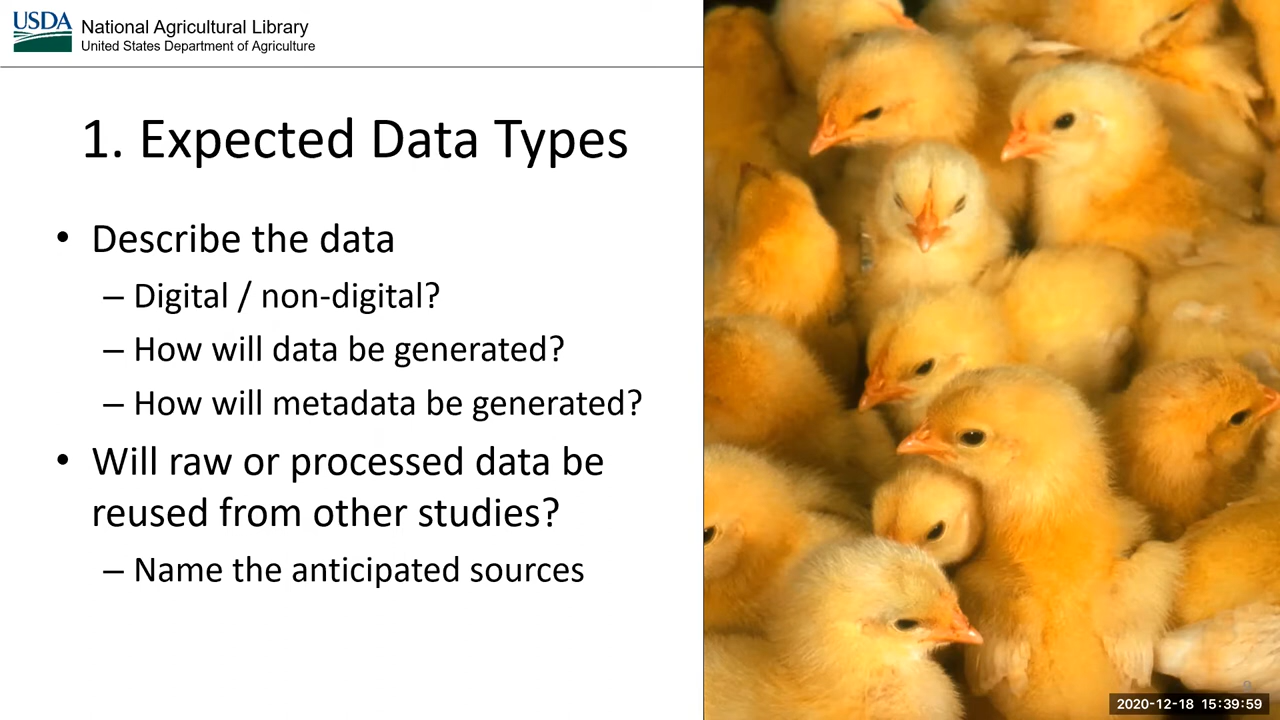 USDA
National Agricultural Library
United States Department of Agriculture
1. Expected Data Types
• Describe the data
– Digital / non-digital?
– How will data be generated?
– How will metadata be generated?
• Will raw or processed data be
reused from other studies?
– Name the anticipated sources
9
2020-12-18 15:39:59